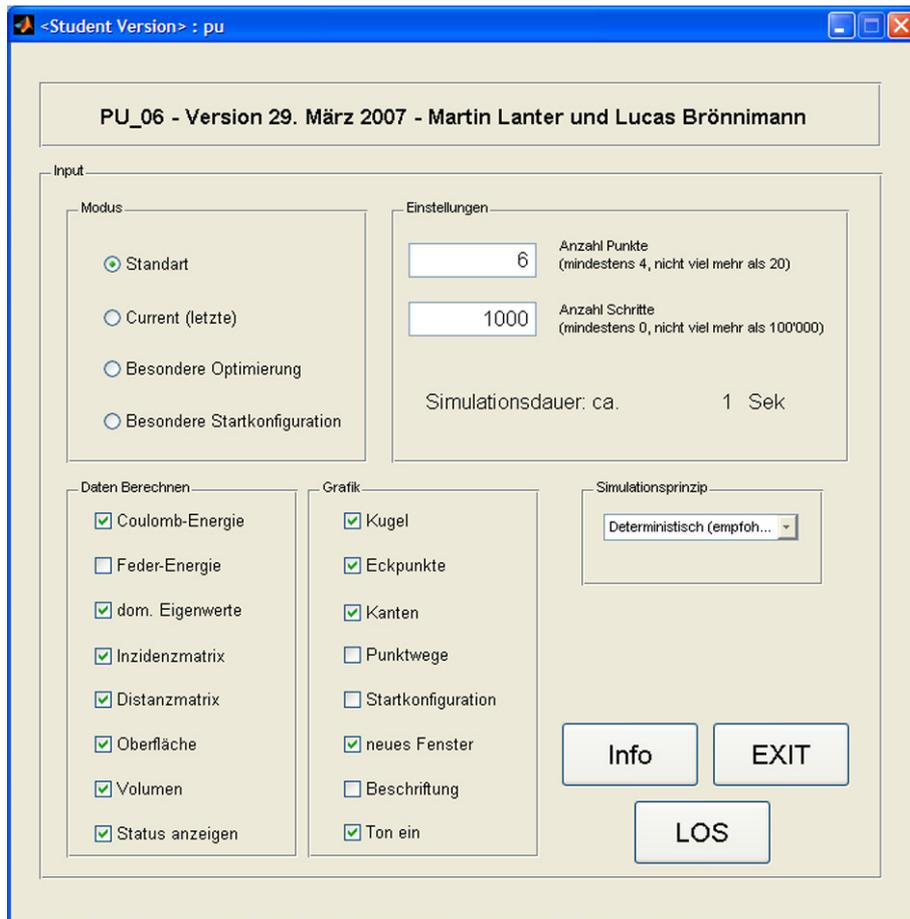 <Student Version> : pu
PU_06 - Version 29. März 2007 - Martin Lanter und Lucas Brönnimann
Input
Modus
Standart
Current (letzte)
Besondere Optimierung
Besondere Startkonfiguration
Einstellungen
6
Anzahl Punkte
(mindestens 4, nicht viel mehr als 20)
1000
Anzahl Schritte
(mindestens 0, nicht viel mehr als 100'000)
Simulationsdauer: ca. 1 Sek
Daten Berechnen
Coulomb-Energie
Feder-Energie
dom. Eigenwerte
Inzidenzmatrix
Distanzmatrix
Oberfläche
Volumen
Status anzeigen
Grafik
Kugel
Eckpunkte
Kanten
Punktwege
Startkonfiguration
neues Fenster
Beschriftung
Ton ein
Simulationsprinzip
Deterministisch (empfoh...
Info
EXIT
LOS